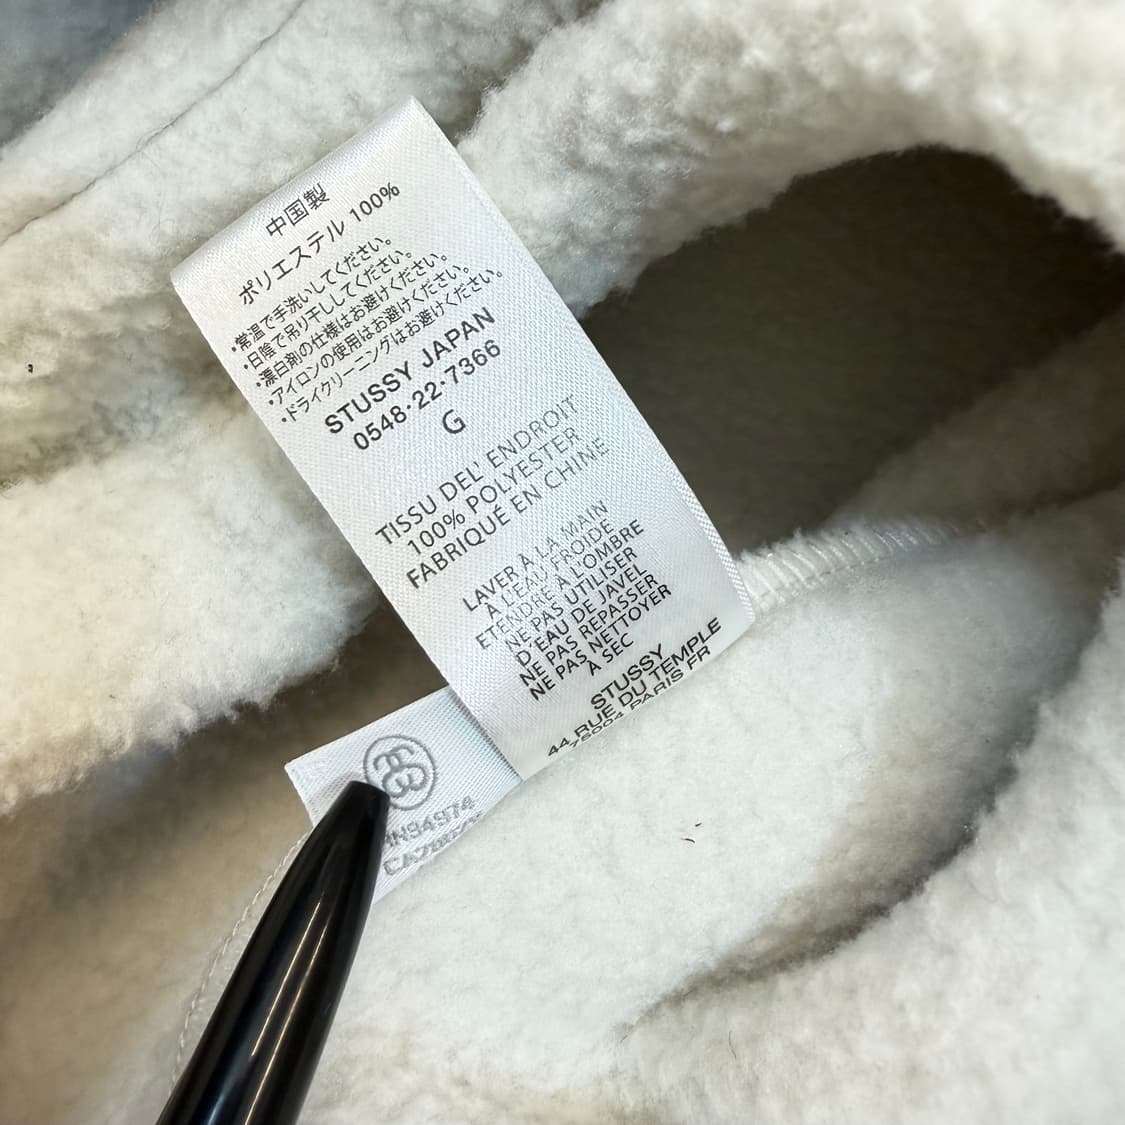 中国製
ポリエステル 100%
・常温で手洗いしてください。
・日陰で吊り干ししてください。
・漂白剤の仕様はお避けください。
・アイロンの使用はお避けください。
・ドライクリーニングはお避けください。
STUSSY JAPAN
0548·22·7366
G
TISSU DEL' ENDROIT
100% POLYESTER
FABRIQUÉ EN CHINE
LAVER À LA MAIN
À L'EAU FROIDE
ETENDRE À L'OMBRE
NE PAS UTILISER
D'EAU DE JAVEL
NE PAS REPASSER
NE PAS NETTOYER
À SEC
STUSSY
44 RUE DU TEMPLE
75004 PARIS FR
RN94974